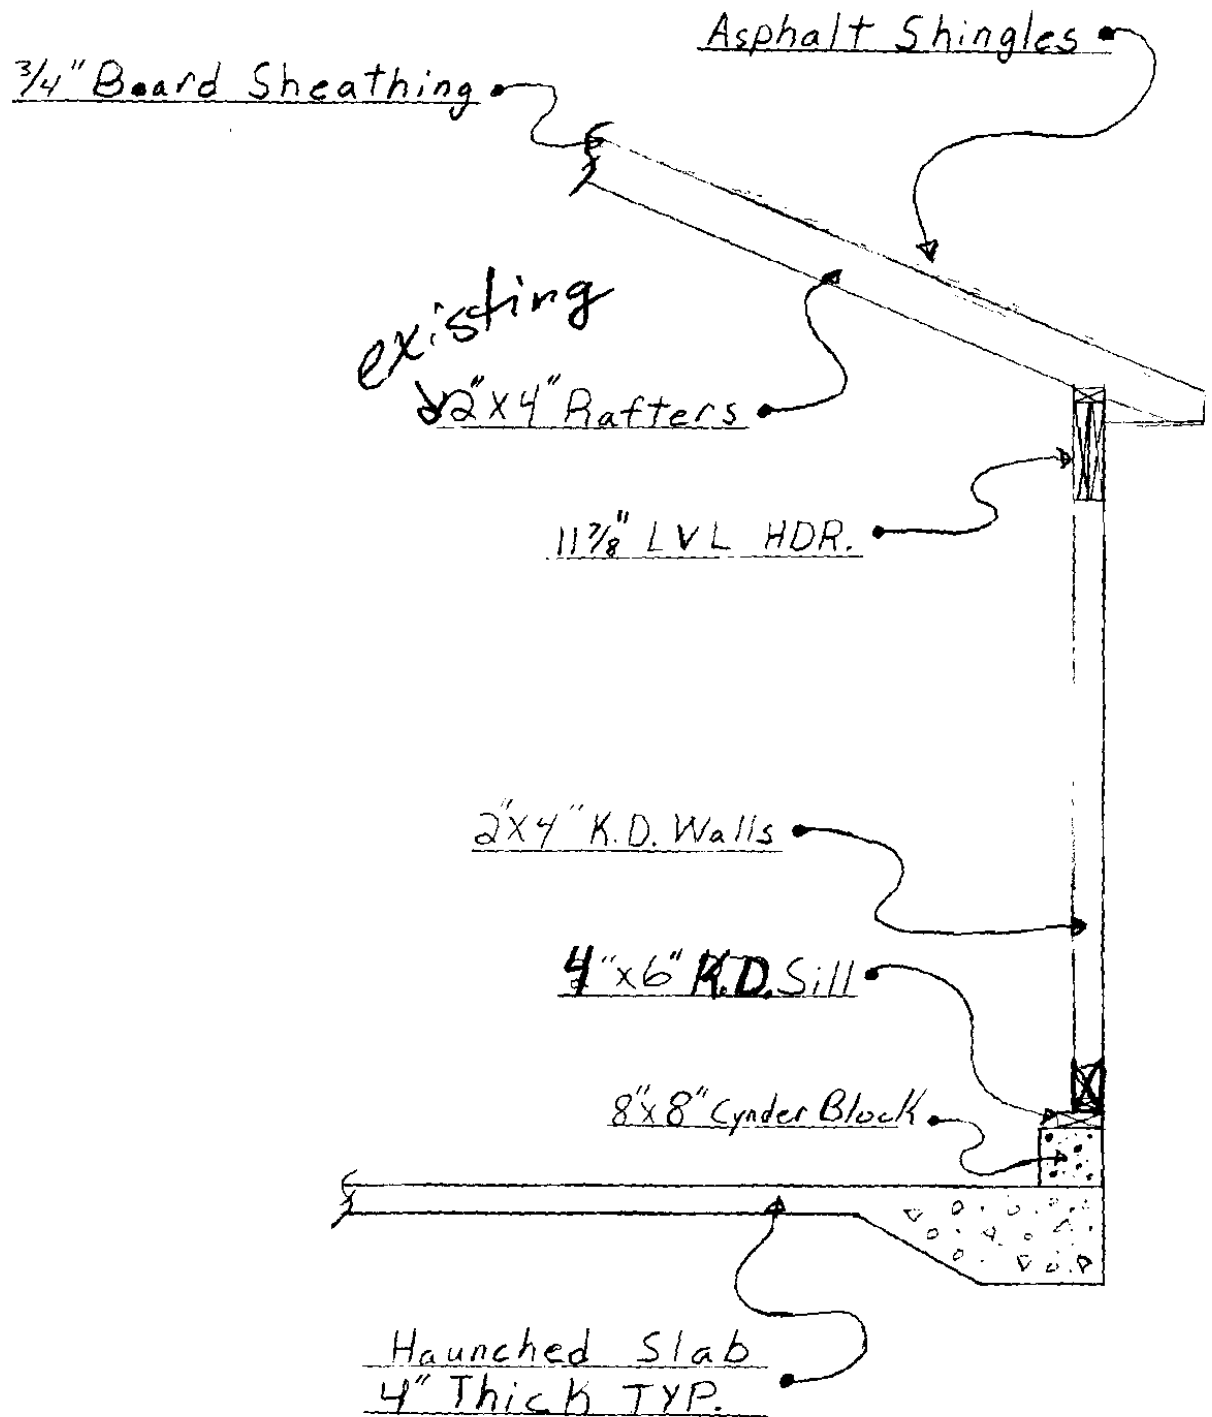 Asphalt Shingles
3/4" Board Sheathing
existing
2"x4" Rafters
11 7/8" LVL HDR.
2"x4" K.D. Walls
4"x6" K.D. Sill
8"x8" Cynder Block
Haunched Slab
4" Thick TYP.